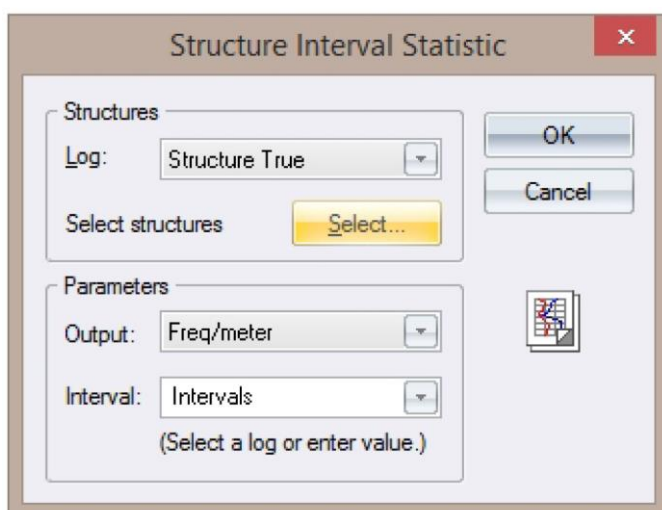 Structure Interval Statistic
x
Structures
Log:
Structure True
Select structures
Select...
OK
Cancel
Parameters
Output:
Freq/meter
Interval:
Intervals
(Select a log or enter value.)